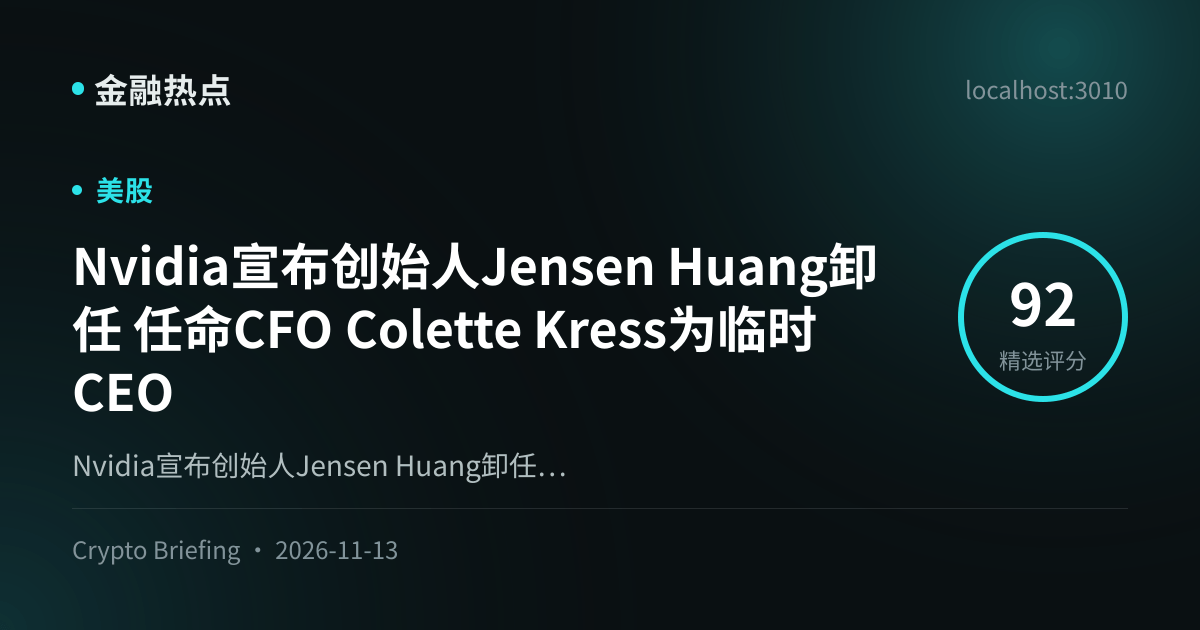 金融热点
localhost:3010
美股
Nvidia宣布创始人Jensen Huang卸
任 任命CFO Colette Kress为临时
CEO
92
精选评分
Nvidia宣布创始人Jensen Huang卸任…
Crypto Briefing · 2026-11-13